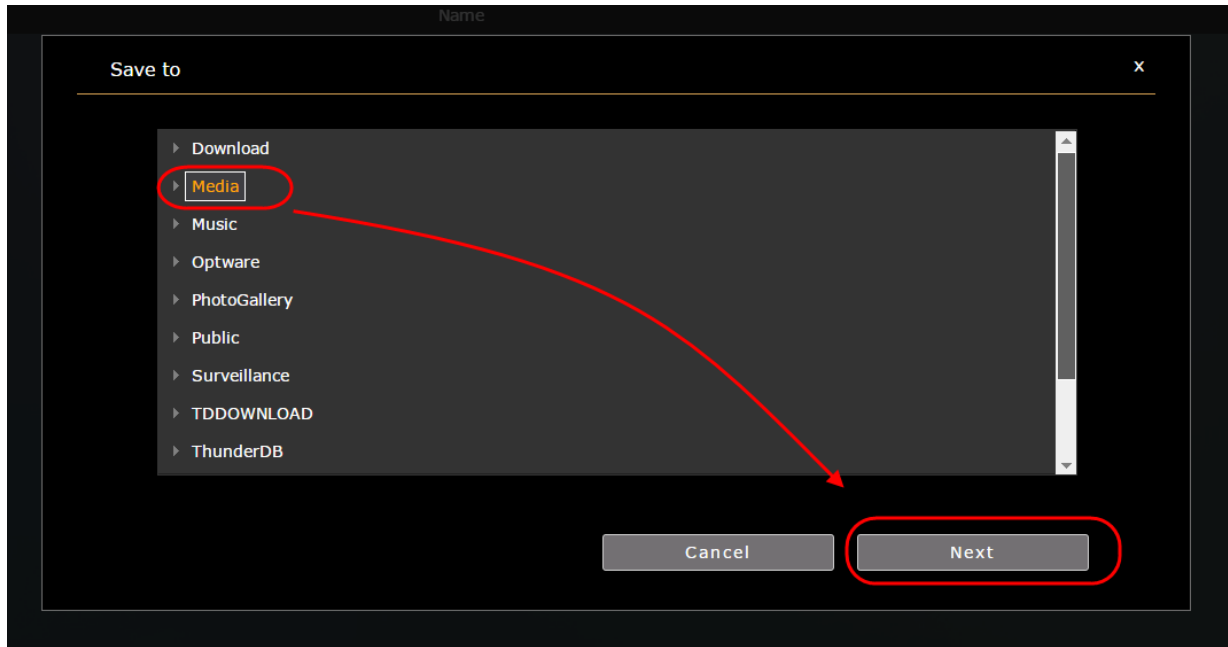 Name
Save to x
Download
Media
Music
Optware
PhotoGallery
Public
Surveillance
TDDOWNLOAD
ThunderDB
Cancel Next